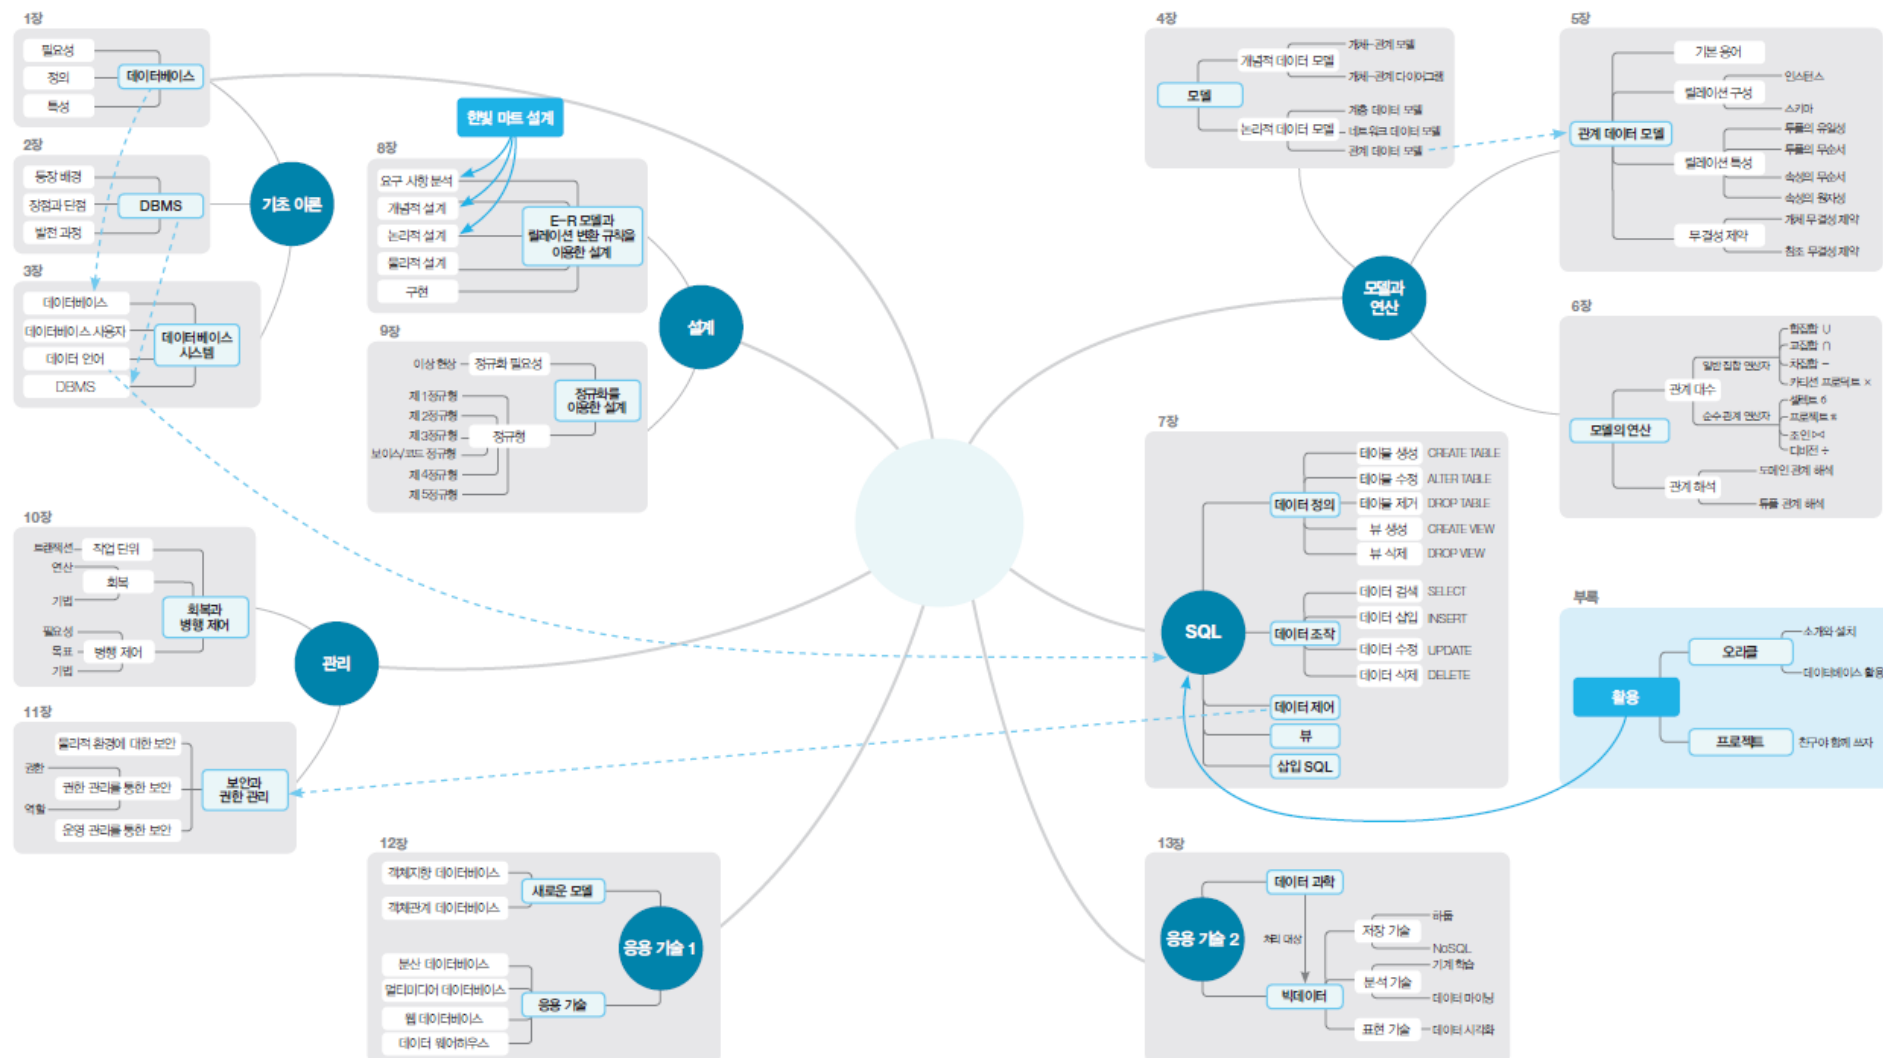 1장
필요성
정의
특성
데이터베이스
2장
등장 배경
장점과 단점
발전 과정
DBMS
3장
데이터베이스
데이터베이스 사용자
데이터 언어
DBMS
데이터베이스
시스템
기초 이론
한빛 마트 설계
8장
요구 사항 분석
개념적 설계
논리적 설계
물리적 설계
구현
E-R 모델과
릴레이션 변환 규칙을
이용한 설계
9장
이상 현상
정규화 필요성
제 1정규형
제 2정규형
제 3정규형
보이스/코드 정규형
제 4정규형
제 5정규형
정규형
정규화를
이용한 설계
설계
10장
트랜잭션
작업 단위
연산
회복
기법
필요성
목표
병행 제어
기법
회복과
병행 제어
관리
11장
물리적 환경에 대한 보안
권한
권한 관리를 통한 보안
역할
운영 관리를 통한 보안
보안과
권한 관리
12장
객체지향 데이터베이스
객체관계 데이터베이스
새로운 모델
분산 데이터베이스
멀티미디어 데이터베이스
웹 데이터베이스
데이터 웨어하우스
응용 기술
응용 기술 1
4장
모델
개념적 데이터 모델
개체-관계 모델
개체-관계 다이어그램
논리적 데이터 모델
계층 데이터 모델
네트워크 데이터 모델
관계 데이터 모델
5장
관계 데이터 모델
기본 용어
릴레이션 구성
인스턴스
스키마
릴레이션 특성
투플의 유일성
투플의 무순서
속성의 무순서
속성의 원자성
무결성 제약
개체 무결성 제약
참조 무결성 제약
모델과
연산
6장
모델의 연산
관계 대수
일반 집합 연산자
합집합 ∪
교집합 ∩
차집합 −
카티션 프로덕트 ×
순수 관계 연산자
셀렉트 σ
프로젝트 π
조인 ⋈
디비전 ÷
관계 해석
도메인 관계 해석
투플 관계 해석
7장
SQL
데이터 정의
테이블 생성 CREATE TABLE
테이블 수정 ALTER TABLE
테이블 제거 DROP TABLE
뷰 생성 CREATE VIEW
뷰 삭제 DROP VIEW
데이터 조작
데이터 검색 SELECT
데이터 삽입 INSERT
데이터 수정 UPDATE
데이터 삭제 DELETE
데이터 제어
뷰
삽입 SQL
부록
활용
오라클
소개와 설치
데이터베이스 활용
프로젝트
친구야 함께 쓰자
13장
응용 기술 2
데이터 과학
처리 대상
빅데이터
저장 기술
하둡
NoSQL
분석 기술
기계 학습
데이터 마이닝
표현 기술
데이터 시각화